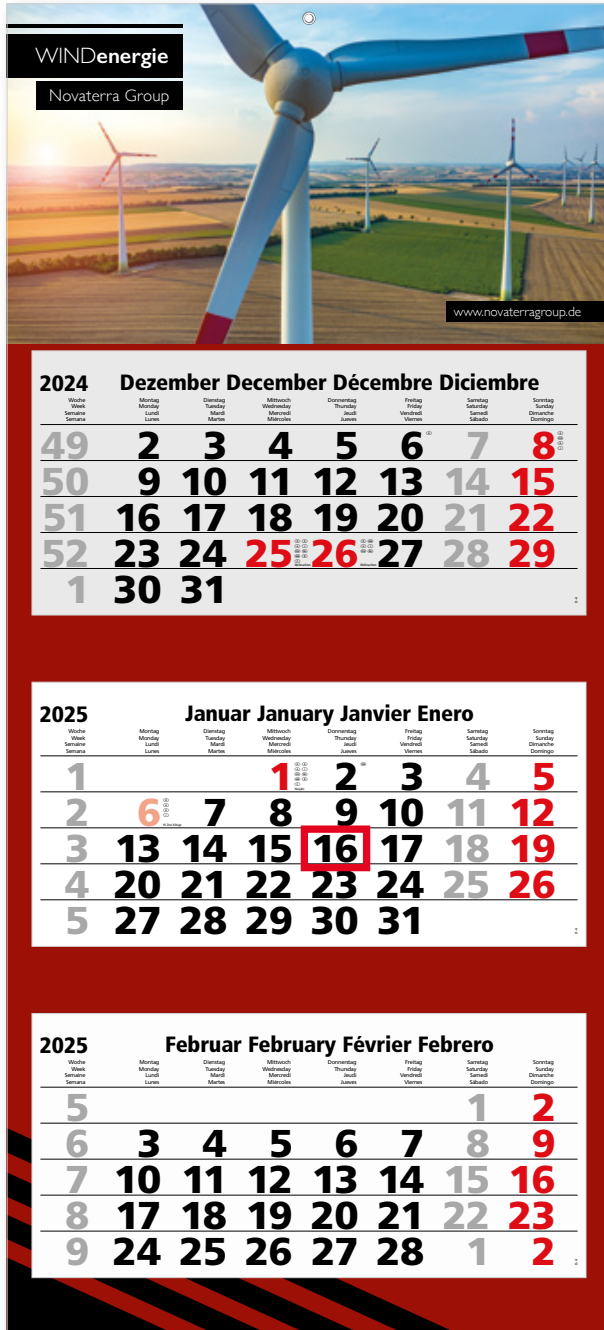 WINDenergie
Novaterra Group
www.novaterragroup.de
2024 Dezember December Décembre Diciembre
Woche Montag Dienstag Mittwoch Donnerstag Freitag Samstag Sonntag
Week Monday Tuesday Wednesday Thursday Friday Saturday Sunday
Semaine Lundi Mardi Mercredi Jeudi Vendredi Samedi Dimanche
Semana Lunes Martes Miércoles Jueves Viernes Sábado Domingo
49 2 3 4 5 6 7 8
50 9 10 11 12 13 14 15
51 16 17 18 19 20 21 22
52 23 24 25 26 27 28 29
1 30 31
2025 Januar January Janvier Enero
Woche Montag Dienstag Mittwoch Donnerstag Freitag Samstag Sonntag
Week Monday Tuesday Wednesday Thursday Friday Saturday Sunday
Semaine Lundi Mardi Mercredi Jeudi Vendredi Samedi Dimanche
Semana Lunes Martes Miércoles Jueves Viernes Sábado Domingo
1 1 2 3 4 5
2 6 7 8 9 10 11 12
3 13 14 15 16 17 18 19
4 20 21 22 23 24 25 26
5 27 28 29 30 31
2025 Februar February Février Febrero
Woche Montag Dienstag Mittwoch Donnerstag Freitag Samstag Sonntag
Week Monday Tuesday Wednesday Thursday Friday Saturday Sunday
Semaine Lundi Mardi Mercredi Jeudi Vendredi Samedi Dimanche
Semana Lunes Martes Miércoles Jueves Viernes Sábado Domingo
5 1 2
6 3 4 5 6 7 8 9
7 10 11 12 13 14 15 16
8 17 18 19 20 21 22 23
9 24 25 26 27 28 1 2